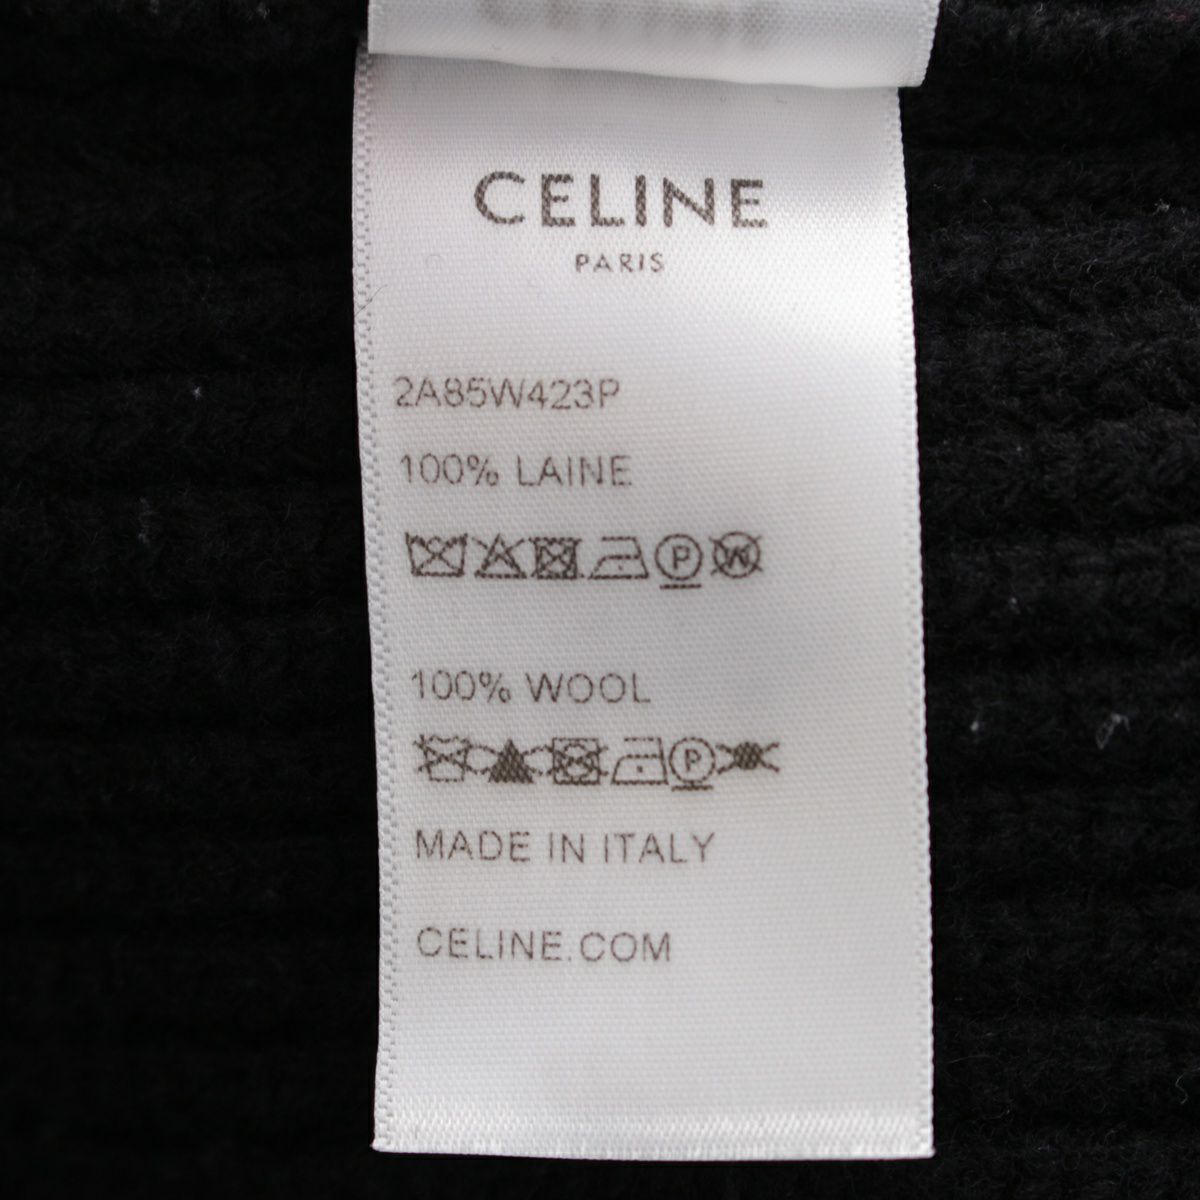 CELINE
PARIS
2A85W423P
100% LAINE
P W
100% WOOL
P
MADE IN ITALY
CELINE.COM